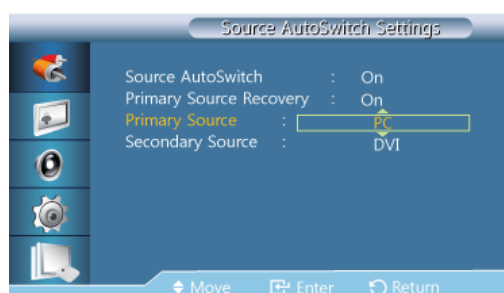 Source AutoSwitch Settings
Source AutoSwitch : On
Primary Source Recovery : On
Primary Source : PC
Secondary Source : DVI
Move Enter Return